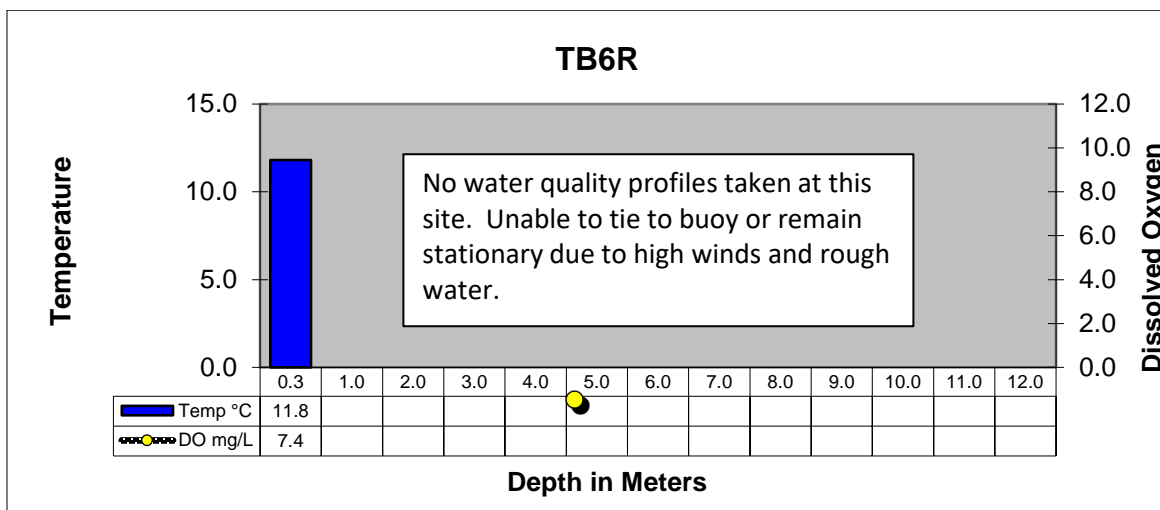 TB6R
15.0
10.0
5.0
0.0
Temperature
12.0
10.0
8.0
6.0
4.0
2.0
0.0
Dissolved Oxygen
No water quality profiles taken at this
site. Unable to tie to buoy or remain
stationary due to high winds and rough
water.
0.3 1.0 2.0 3.0 4.0 5.0 6.0 7.0 8.0 9.0 10.0 11.0 12.0
Temp °C 11.8
DO mg/L 7.4
Depth in Meters